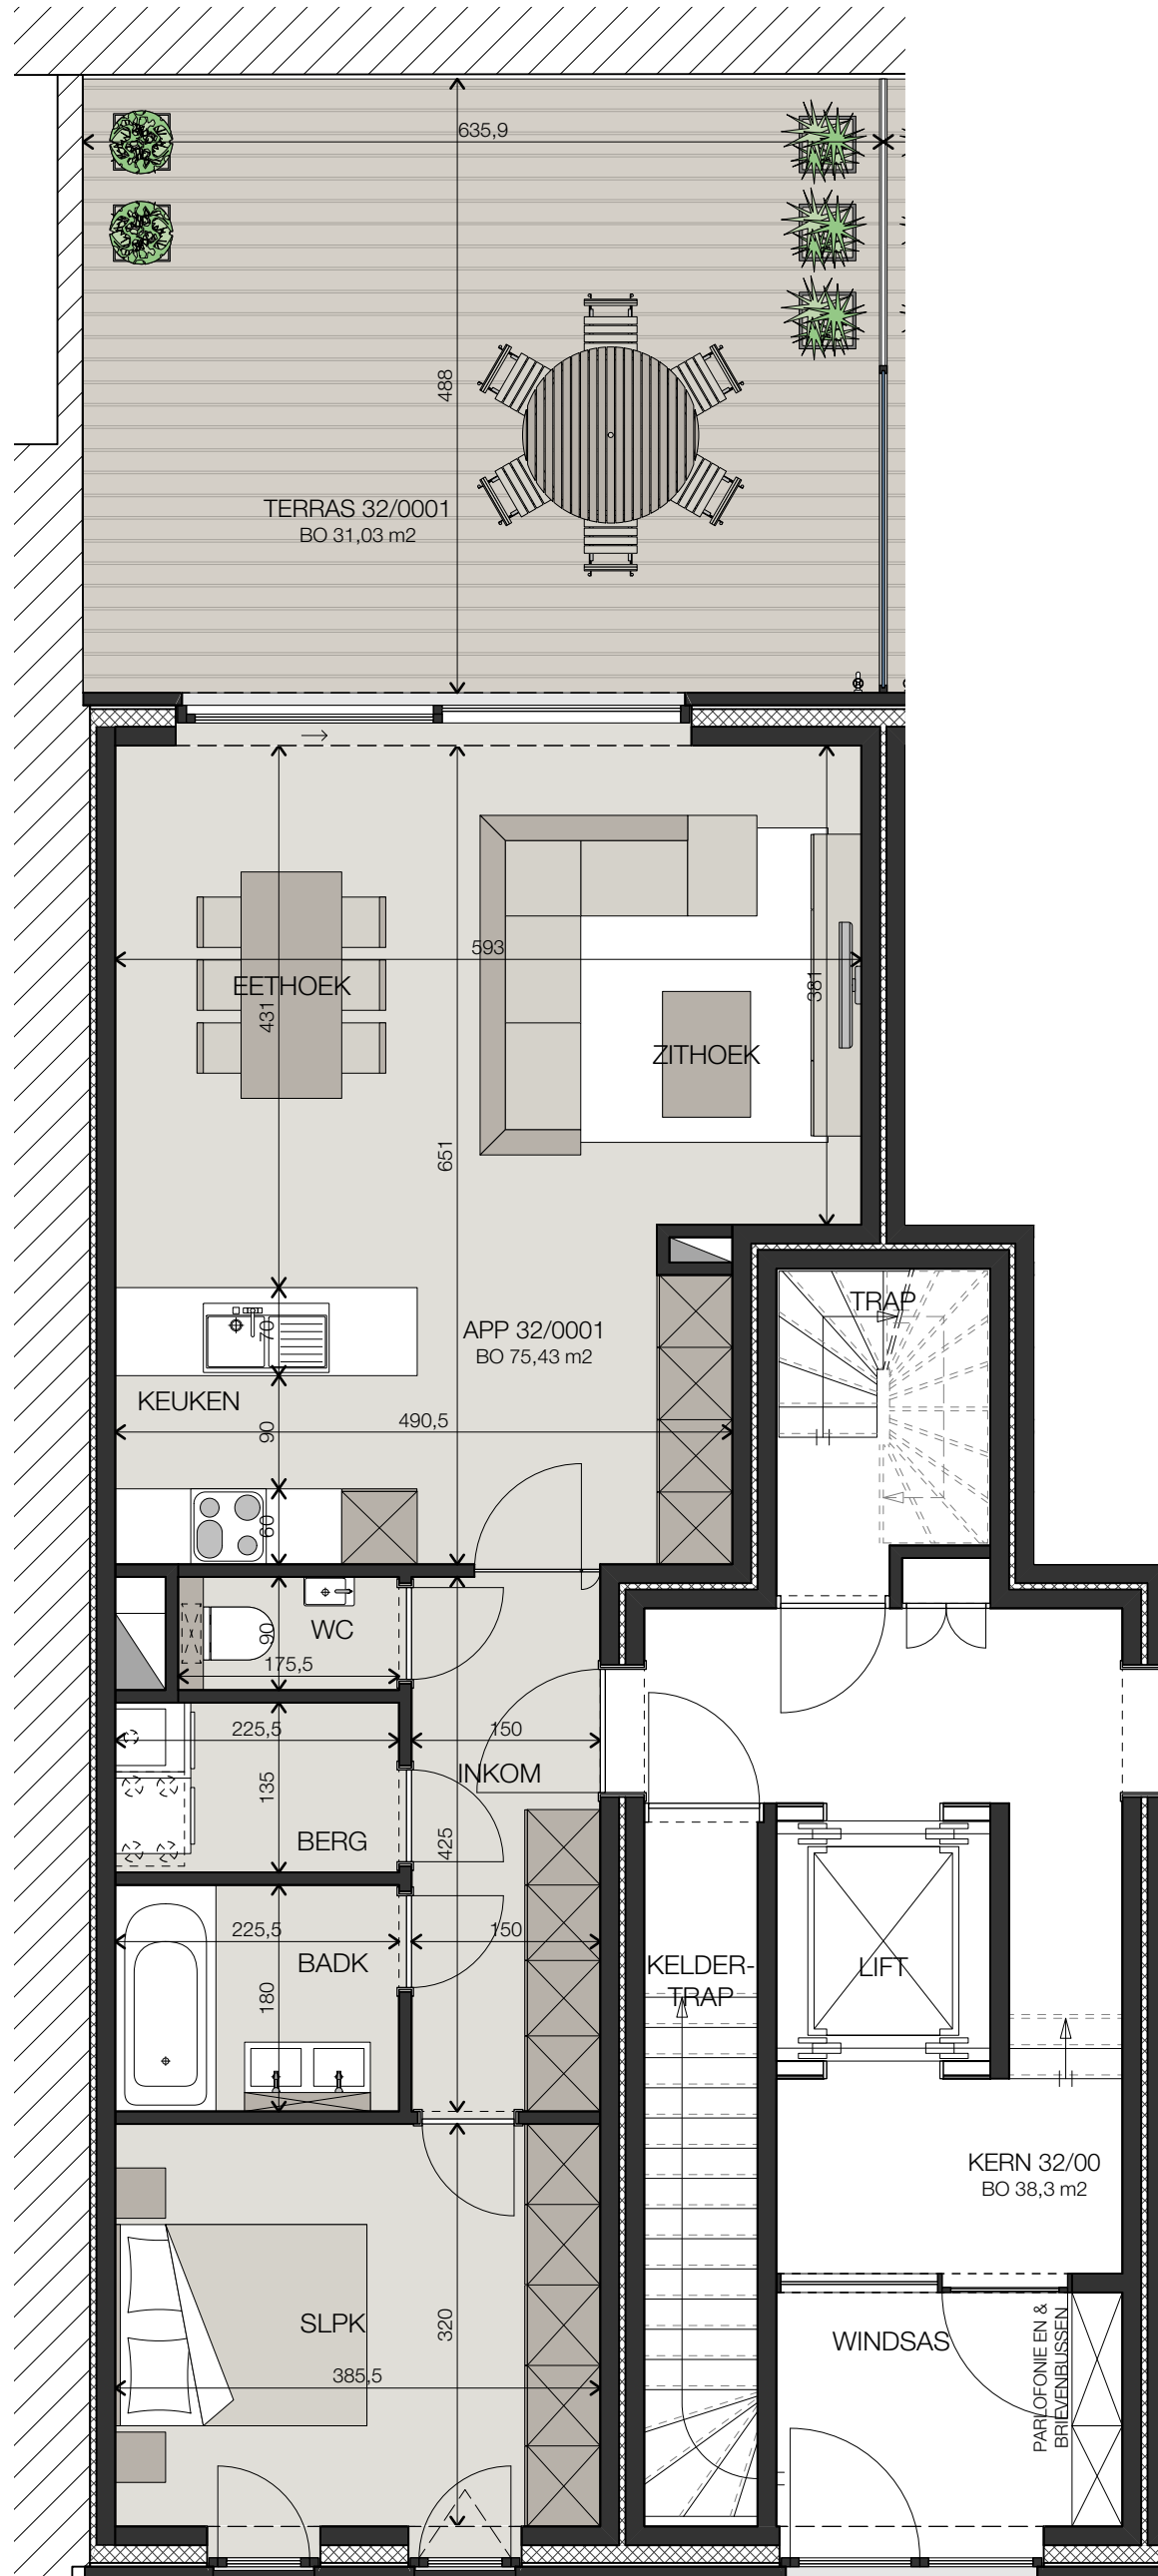 635,9
488
TERRAS 32/0001
BO 31,03 m2
593
EETHOEK
431
381
ZITHOEK
651
TRAP
70
APP 32/0001
BO 75,43 m2
KEUKEN
490,5
90
60
WC
90
175,5
225,5
150
INKOM
135
BERG
425
225,5
150
BADK
180
KELDER-
TRAP
LIFT
KERN 32/00
BO 38,3 m2
SLPK
320
385,5
WINDSAS
PARLOFONIE EN &
BRIEVENBUSSEN